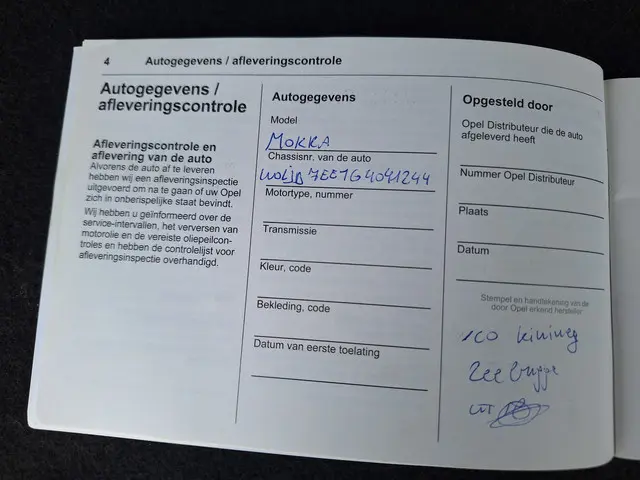 4 Autogegevens / afleveringscontrole
Autogegevens /
afleveringscontrole
Afleveringscontrole en
aflevering van de auto
Alvorens de auto af te leveren
hebben wij een afleveringsinspectie
uitgevoerd om na te gaan of uw Opel
zich in onberispelijke staat bevindt.
Wij hebben u geïnformeerd over de
service-intervallen, het verversen van
motorolie en de vereiste oliepeilcon-
troles en hebben de controlelijst voor
afleveringsinspectie overhandigd.
Autogegevens
Model
MOKKA
Chassisnr. van de auto
Motortype, nummer
Transmissie
Kleur, code
Bekleding, code
Datum van eerste toelating
Opgesteld door
Opel Distributeur die de auto
afgeleverd heeft
Nummer Opel Distributeur
Plaats
Datum
Stempel en handtekening van de
door Opel erkend hersteller
ICO
Zeebrugge